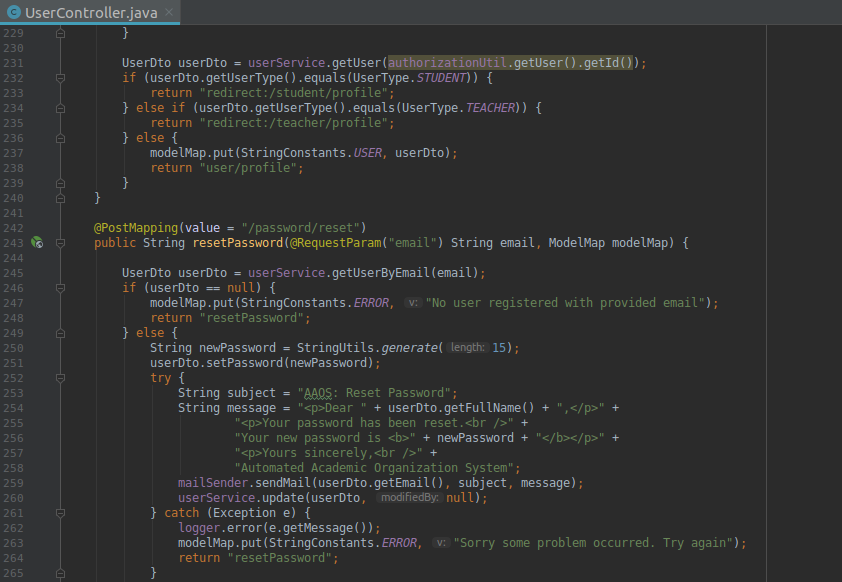 UserController.java
229 }
230
231 UserDto userDto = userService.getUser(authorizationUtil.getUser().getId());
232 if (userDto.getUserType().equals(UserType.STUDENT)) {
233 return "redirect:/student/profile";
234 } else if (userDto.getUserType().equals(UserType.TEACHER)) {
235 return "redirect:/teacher/profile";
236 } else {
237 modelMap.put(StringConstants.USER, userDto);
238 return "user/profile";
239 }
240 }
241
242 @PostMapping(value = "/password/reset")
243 public String resetPassword(@RequestParam("email") String email, ModelMap modelMap) {
244
245 UserDto userDto = userService.getUserByEmail(email);
246 if (userDto == null) {
247 modelMap.put(StringConstants.ERROR, v: "No user registered with provided email");
248 return "resetPassword";
249 } else {
250 String newPassword = StringUtils.generate( length: 15);
251 userDto.setPassword(newPassword);
252 try {
253 String subject = "AAOS: Reset Password";
254 String message = "<p>Dear " + userDto.getFullName() + ",</p>" +
255 "<p>Your password has been reset.<br />" +
256 "Your new password is <b>" + newPassword + "</b></p>" +
257 "<p>Yours sincerely,<br />" +
258 "Automated Academic Organization System";
259 mailSender.sendMail(userDto.getEmail(), subject, message);
260 userService.update(userDto, modifiedBy: null);
261 } catch (Exception e) {
262 logger.error(e.getMessage());
263 modelMap.put(StringConstants.ERROR, v: "Sorry some problem occurred. Try again");
264 return "resetPassword";
265 }